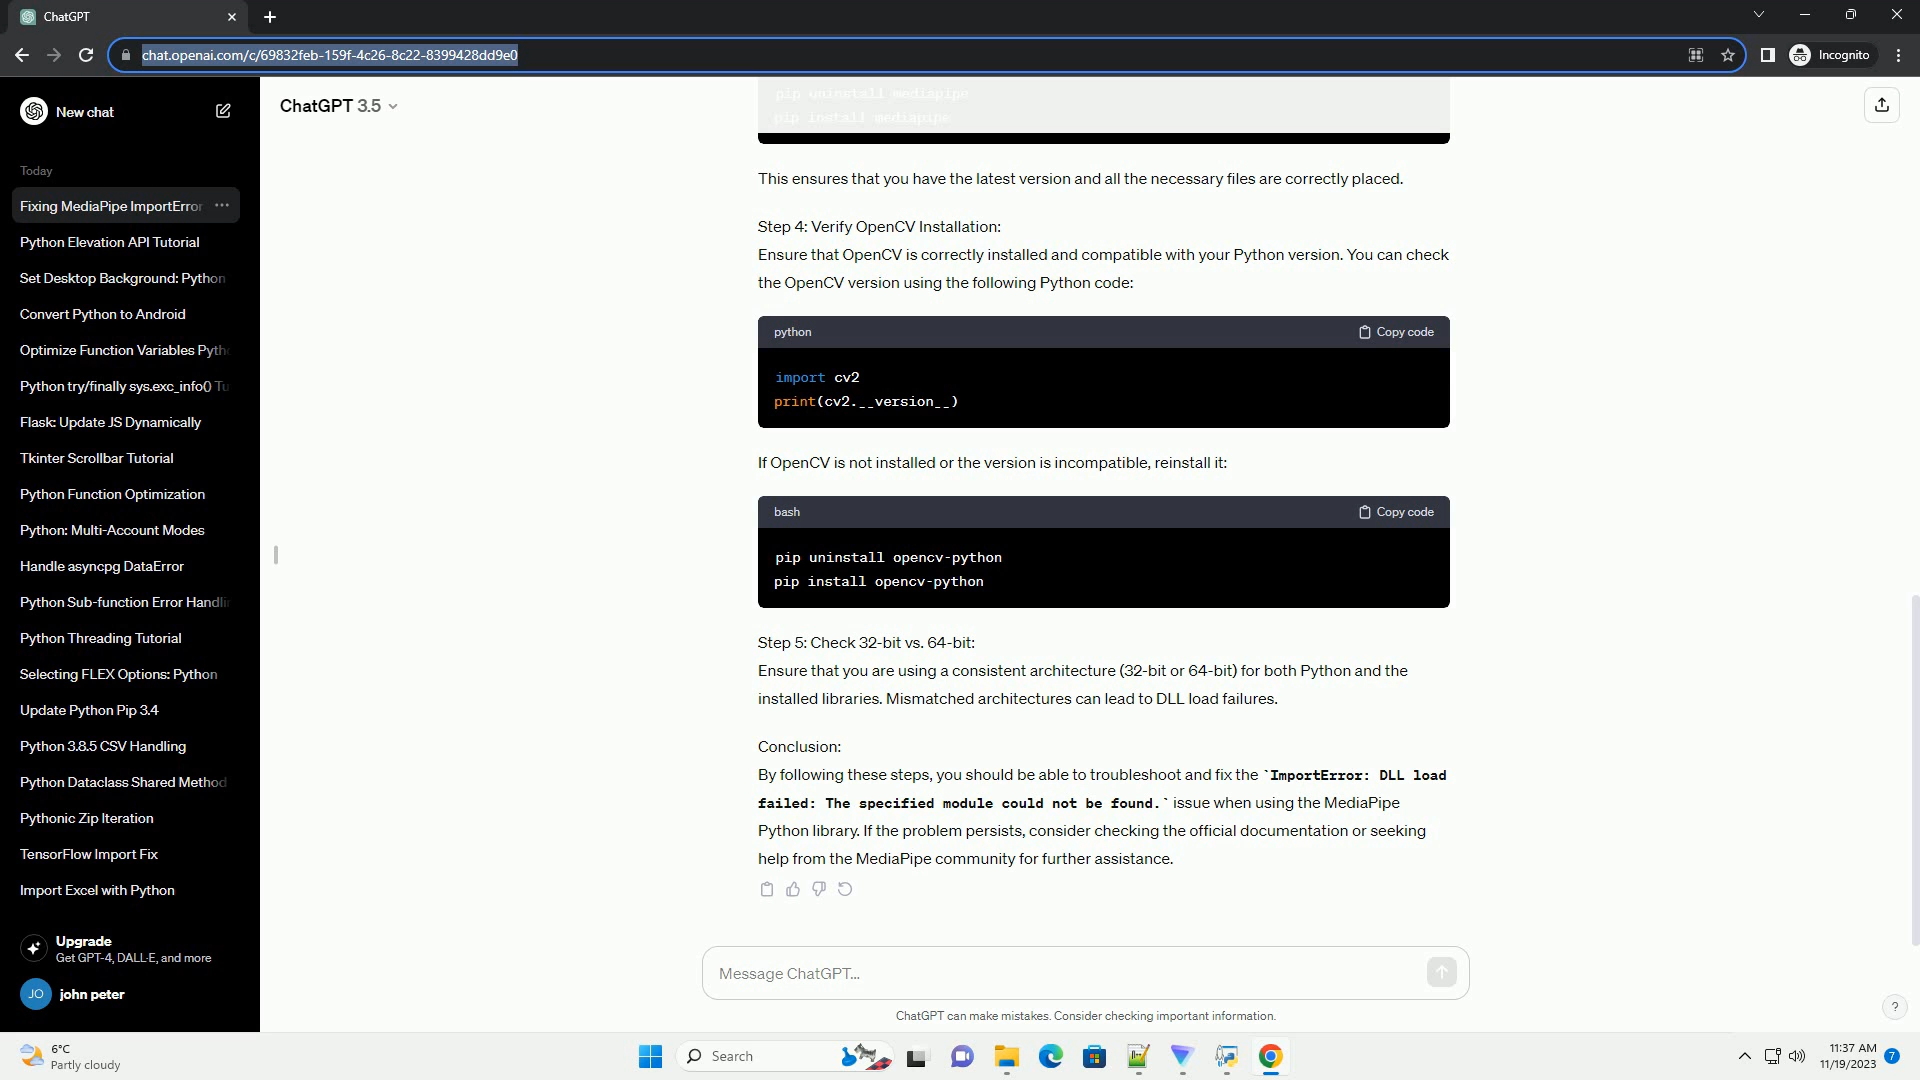 ChatGPT
chat.openai.com/c/69832feb-159f-4c26-8c22-8399428dd9e0
Incognito
New chat
Today
Fixing MediaPipe ImportError
Python Elevation API Tutorial
Set Desktop Background: Python
Convert Python to Android
Optimize Function Variables Pyth
Python try/finally sys.exc_info() Tu
Flask: Update JS Dynamically
Tkinter Scrollbar Tutorial
Python Function Optimization
Python: Multi-Account Modes
Handle asyncpg DataError
Python Sub-function Error Handli
Python Threading Tutorial
Selecting FLEX Options: Python
Update Python Pip 3.4
Python 3.8.5 CSV Handling
Python Dataclass Shared Method
Pythonic Zip Iteration
TensorFlow Import Fix
Import Excel with Python
Upgrade
Get GPT-4, DALL·E, and more
JO
john peter
ChatGPT 3.5
pip uninstall mediapipe
pip install mediapipe
This ensures that you have the latest version and all the necessary files are correctly placed.
Step 4: Verify OpenCV Installation:
Ensure that OpenCV is correctly installed and compatible with your Python version. You can check
the OpenCV version using the following Python code:
python
Copy code
import cv2
print(cv2.__version__)
If OpenCV is not installed or the version is incompatible, reinstall it:
bash
Copy code
pip uninstall opencv-python
pip install opencv-python
Step 5: Check 32-bit vs. 64-bit:
Ensure that you are using a consistent architecture (32-bit or 64-bit) for both Python and the
installed libraries. Mismatched architectures can lead to DLL load failures.
Conclusion:
By following these steps, you should be able to troubleshoot and fix the `ImportError: DLL load
failed: The specified module could not be found.` issue when using the MediaPipe
Python library. If the problem persists, consider checking the official documentation or seeking
help from the MediaPipe community for further assistance.
Message ChatGPT...
ChatGPT can make mistakes. Consider checking important information.
?
6°C
Partly cloudy
Search
11:37 AM
11/19/2023
7